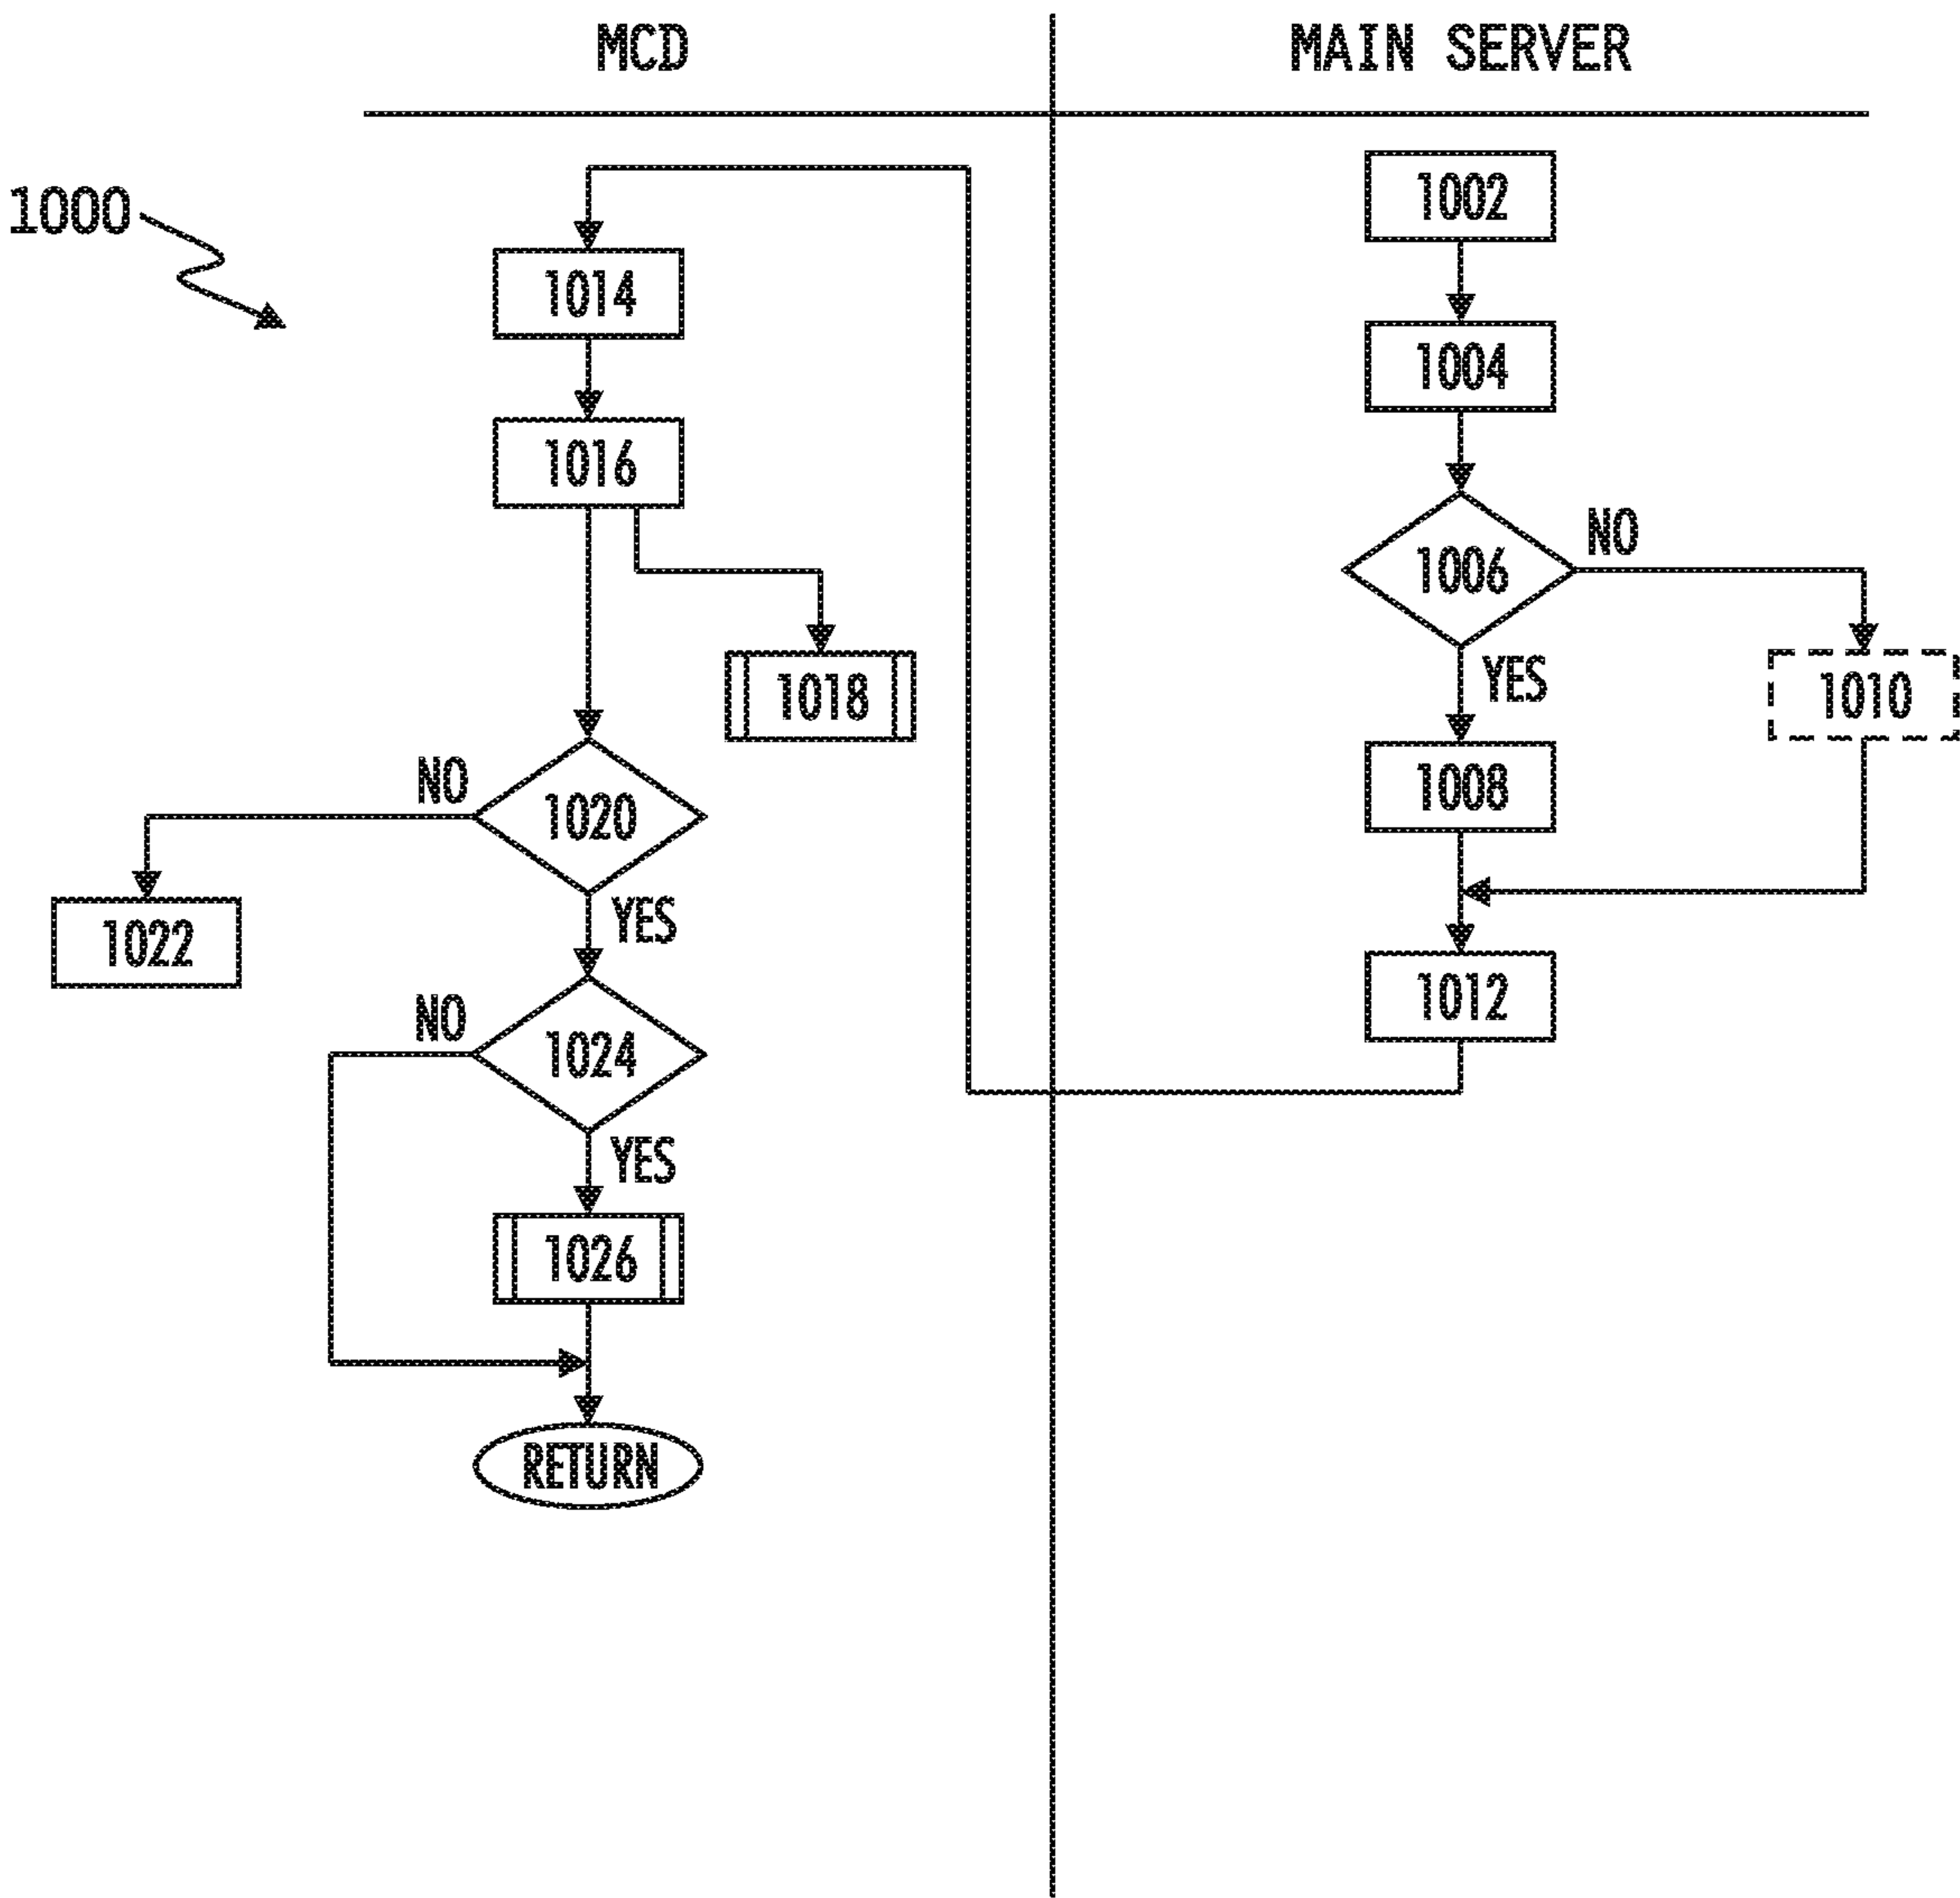 MCD
MAIN SERVER
1000
1002
1014
1004
1016
1006
NO
YES
1018
1010
1008
NO
1020
YES
1022
1012
NO
1024
YES
1026
RETURN